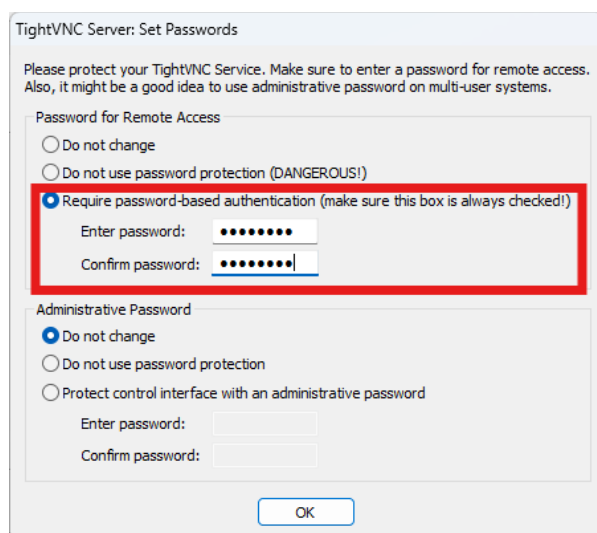 TightVNC Server: Set Passwords
Please protect your TightVNC Service. Make sure to enter a password for remote access.
Also, it might be a good idea to use administrative password on multi-user systems.
Password for Remote Access
Do not change
Do not use password protection (DANGEROUS!)
Require password-based authentication (make sure this box is always checked!)
Enter password: ●●●●●●●●
Confirm password: ●●●●●●●●
Administrative Password
Do not change
Do not use password protection
Protect control interface with an administrative password
Enter password:
Confirm password:
OK